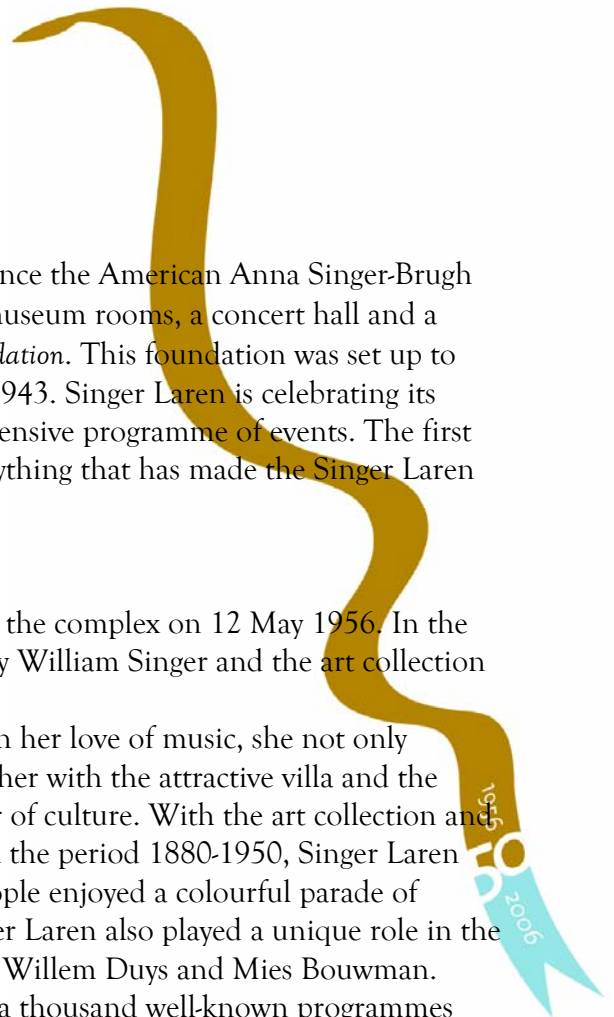 nce the American Anna Singer-Brugh
museum rooms, a concert hall and a
dation. This foundation was set up to
943. Singer Laren is celebrating its
ensive programme of events. The first
ything that has made the Singer Laren
the complex on 12 May 1956. In the
y William Singer and the art collection
n her love of music, she not only
her with the attractive villa and the
r of culture. With the art collection and
the period 1880-1950, Singer Laren
ople enjoyed a colourful parade of
er Laren also played a unique role in the
Willem Duys and Mies Bouwman.
a thousand well-known programmes
1956
50
2006